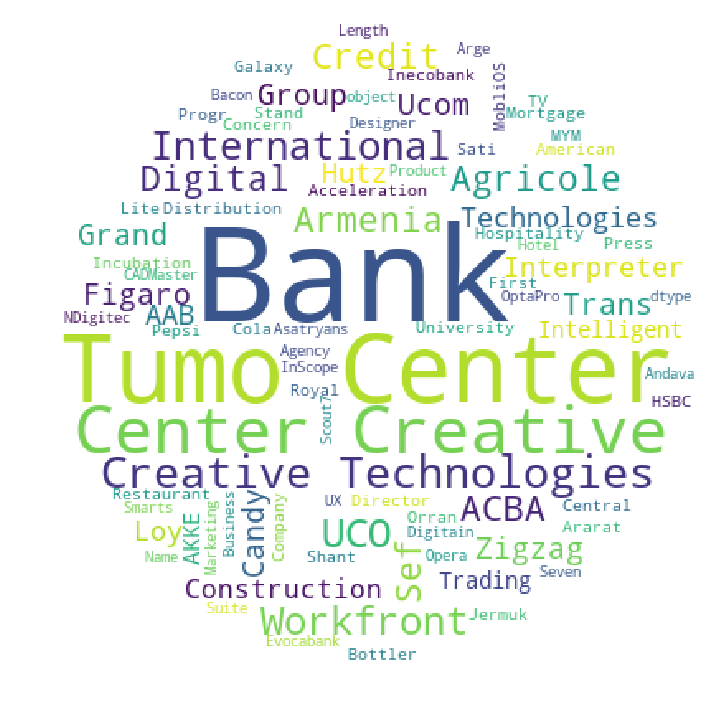 Length
Credit
Arge
Galaxy
Inecobank
MobliOS
Bacon
Group
object
Ucom
TV
Progr
Stand
Mortgage
Concern
Designer
MYM
International
Sati
American
Digital
Hutz
Product
Agricole
Acceleration
Lite
Distribution
Armenia
Technologies
Grand
Hospitality
Press
Hotel
Bank
Incubation
Interpreter
CADMaster
First
Figaro
OptaPro
Trans
dtype
NDigitec
AAB
Pepsi
Cola
Asatryans
University
Intelligent
Agency
InScope
Tumo Center
Andava
Royal
HSBC
Scout7
Center Creative
Creative Technologies
Restaurant
UX
Director
ACBA
Central
Smarts
Candy
Business
Marketing
Company
Loy
AKKE
UCO
Orran
Digitain
Ararat
Name
Shant
Sef
Opera
Zigzag
Construction
Trading
Seven
Suite
Workfront
Jermuk
Evocabank
Bottler